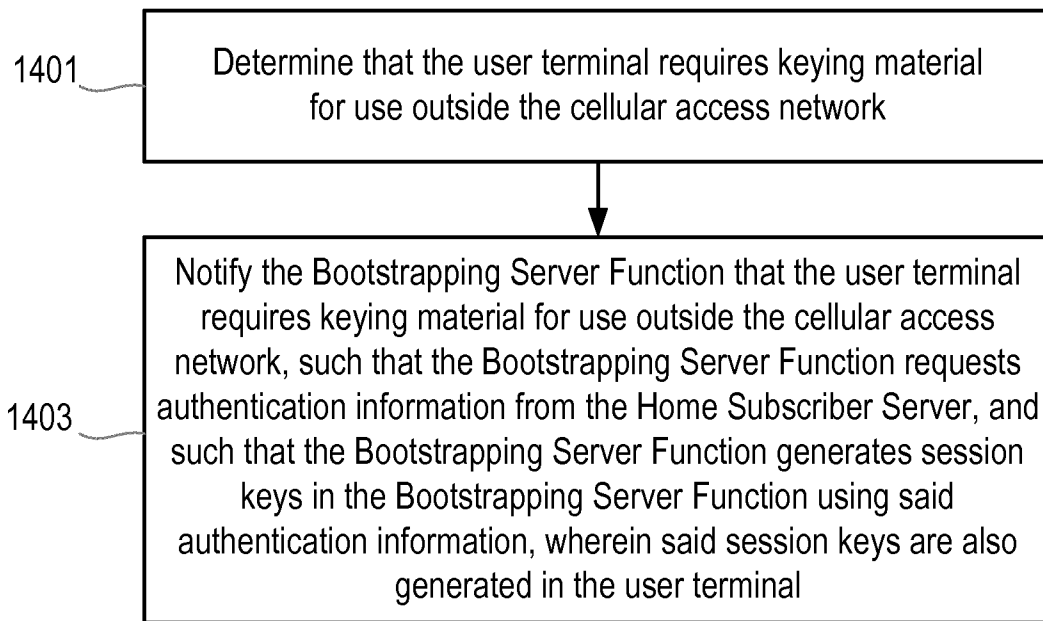 1401
Determine that the user terminal requires keying material
for use outside the cellular access network
1403
Notify the Bootstrapping Server Function that the user terminal
requires keying material for use outside the cellular access
network, such that the Bootstrapping Server Function requests
authentication information from the Home Subscriber Server, and
such that the Bootstrapping Server Function generates session
keys in the Bootstrapping Server Function using said
authentication information, wherein said session keys are also
generated in the user terminal